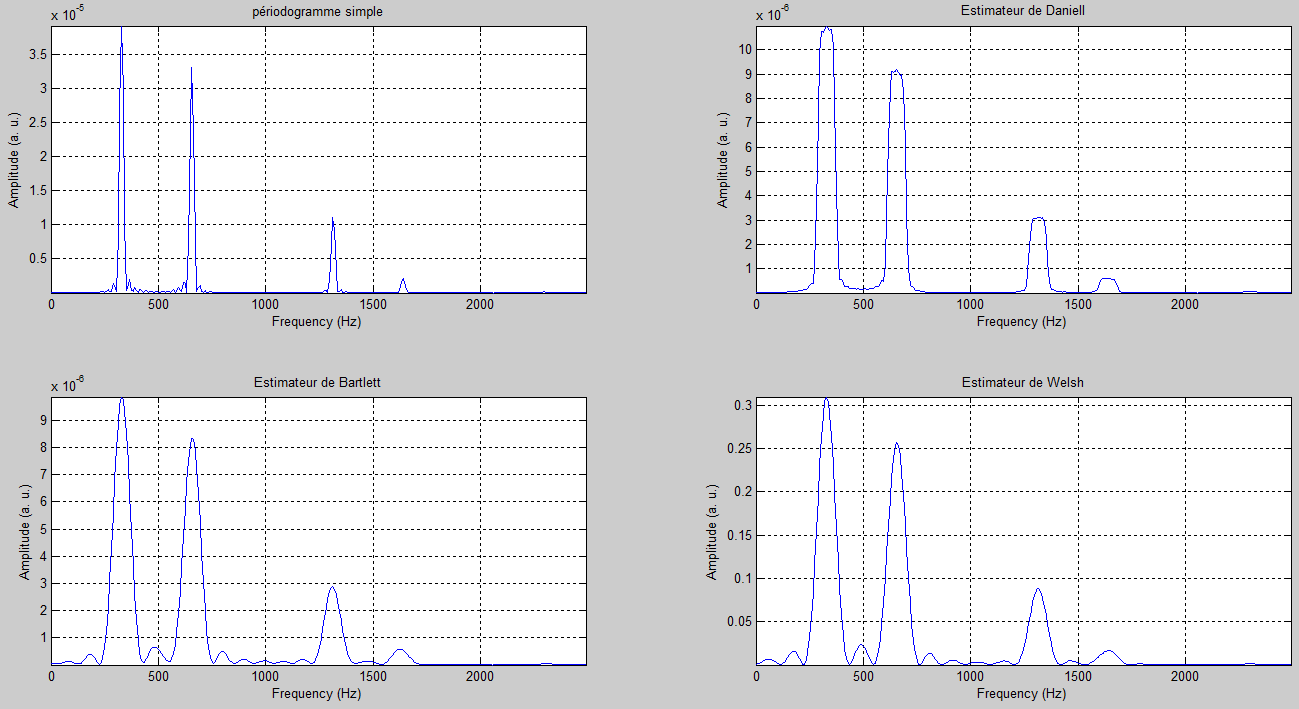 périodogramme simple
x 10^-5
Amplitude (a. u.)
3.5
3
2.5
2
1.5
1
0.5
0 500 1000 1500 2000
Frequency (Hz)
Estimateur de Daniell
x 10^-6
Amplitude (a. u.)
10
9
8
7
6
5
4
3
2
1
0 500 1000 1500 2000
Frequency (Hz)
Estimateur de Bartlett
x 10^-6
Amplitude (a. u.)
9
8
7
6
5
4
3
2
1
0 500 1000 1500 2000
Frequency (Hz)
Estimateur de Welsh
Amplitude (a. u.)
0.3
0.25
0.2
0.15
0.1
0.05
0 500 1000 1500 2000
Frequency (Hz)